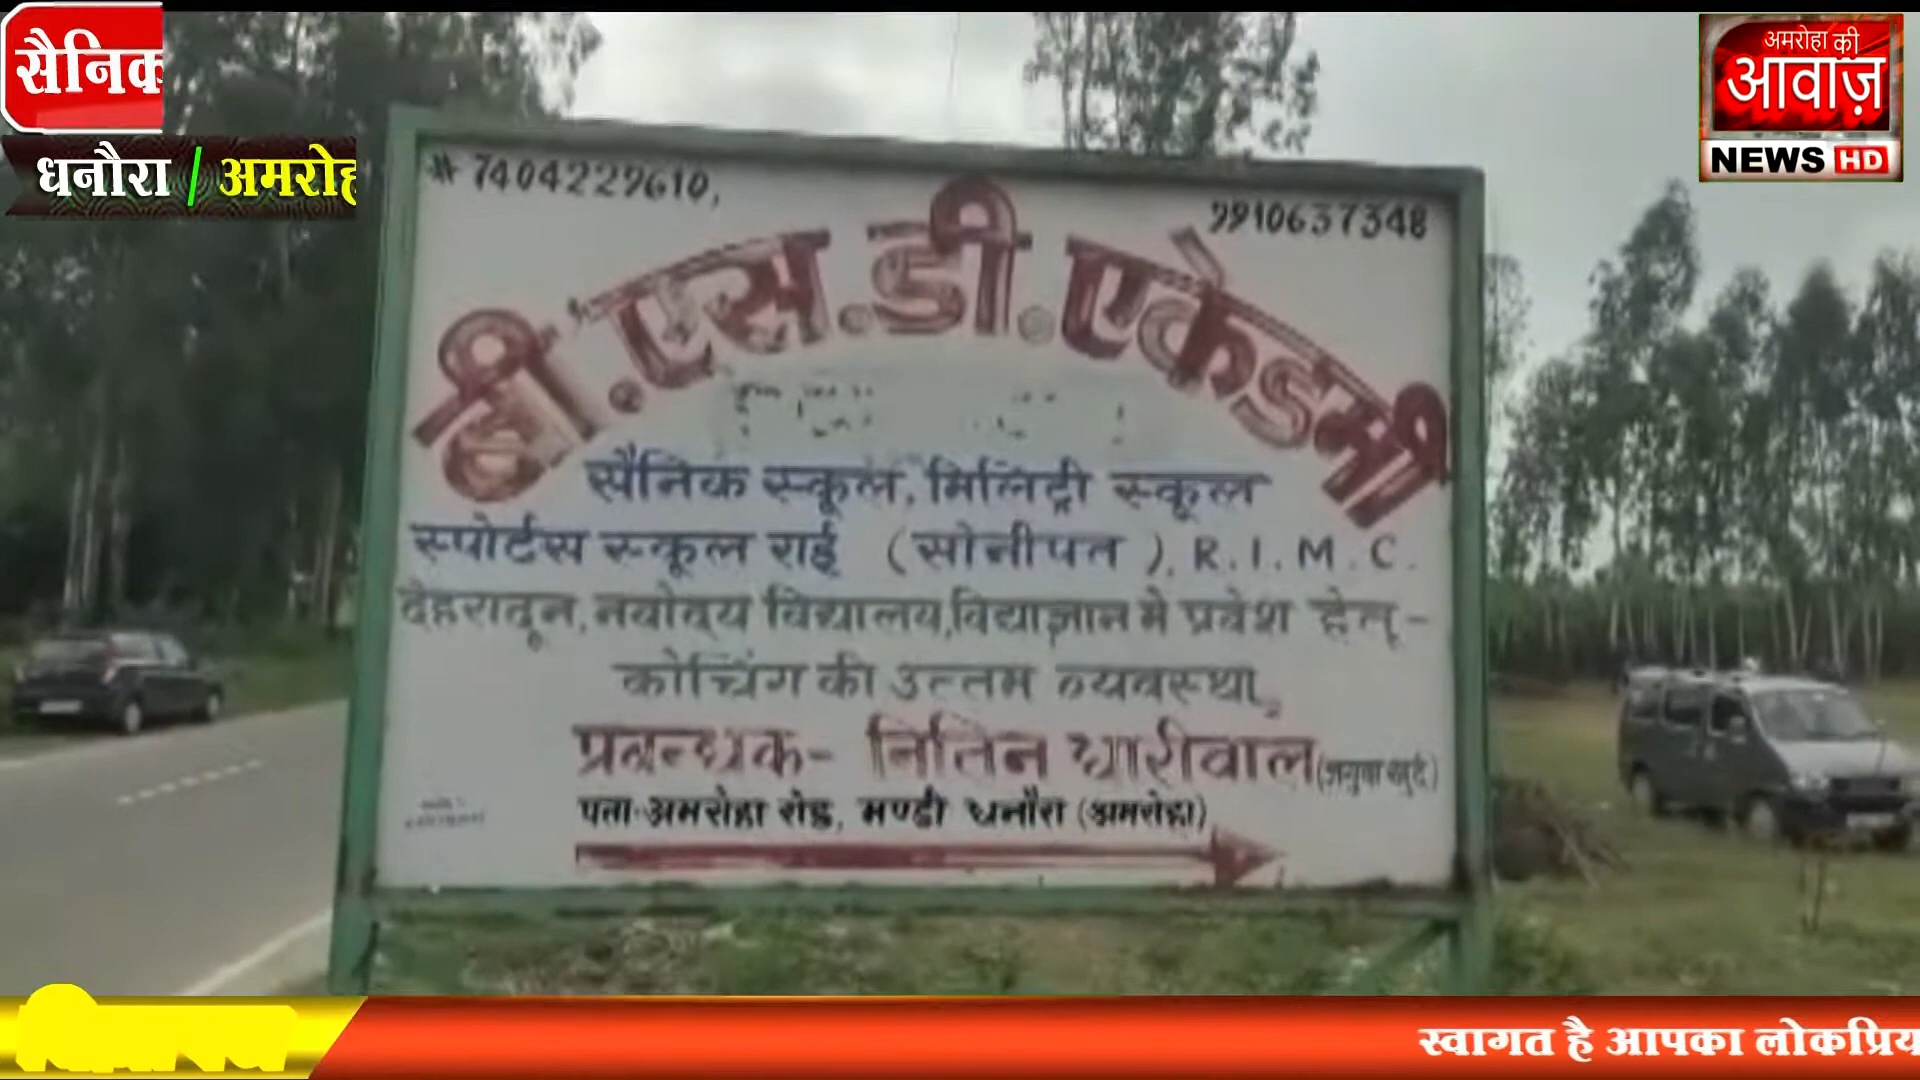 सैनिक
धनौरा / अमरोह
अमरोहा की
आवाज़
NEWS HD
# 7404229610,
9910637348
वी.एस.डी.एकेडमी
सैनिक स्कूल, मिलिट्री स्कूल
स्पोर्टस स्कूल राई (सोनीपत), R.I.M.C.
देहरादून, नवोदय विद्यालय, विद्याज्ञान मे प्रवेश हेतु-
कोचिंग की उत्तम व्यवस्था
प्रबन्धक- नितिन धारीवाल
पता-अमरोहा रोड, मण्डी धनौरा (अमरोहा)
स्वागत है आपका लोकप्रिय